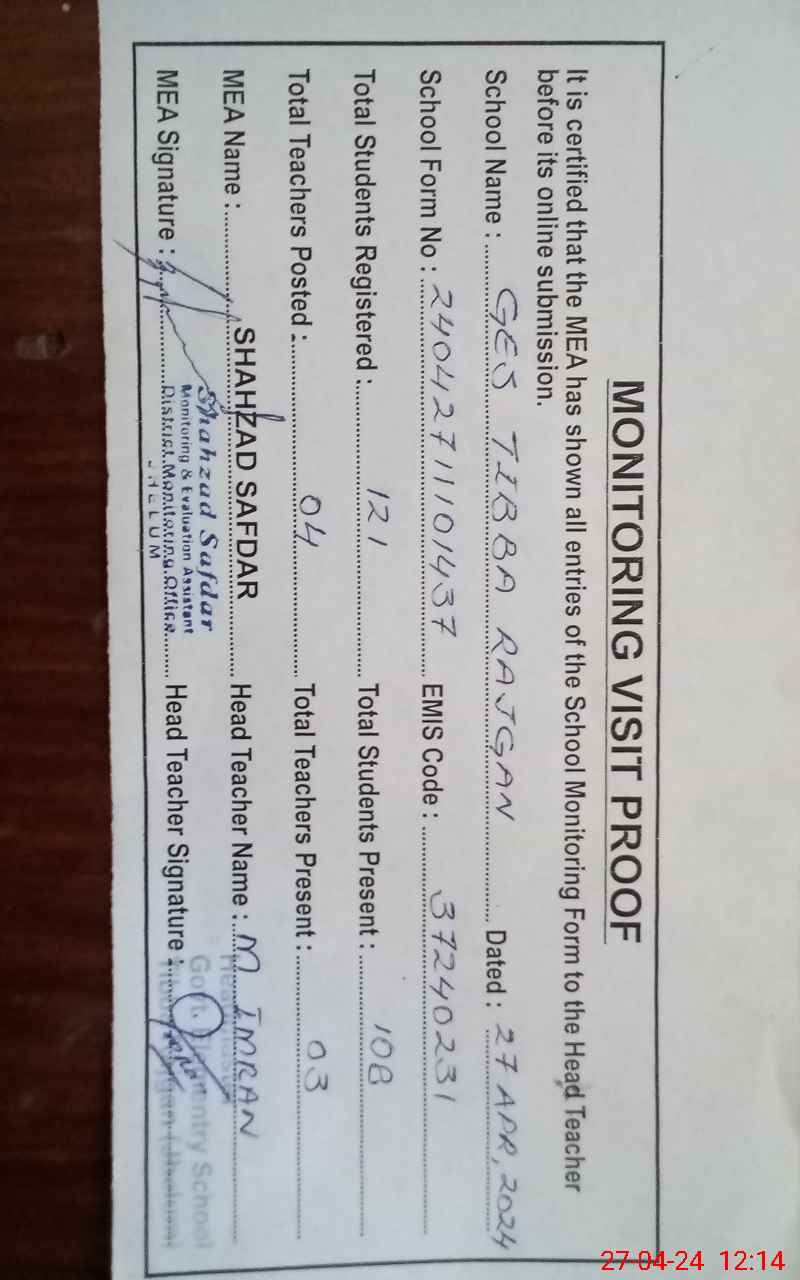 MONITORING VISIT PROOF
It is certified that the MEA has shown all entries of the School Monitoring Form to the Head Teacher
before its online submission.
School Name : GES TIBBA RAJGAN Dated : 27 APR, 2024
School Form No : 24042711101437 EMIS Code : 37240231
Total Students Registered : 121 Total Students Present : 108
Total Teachers Posted : 04 Total Teachers Present : 03
MEA Name : SHAHZAD SAFDAR Head Teacher Name : M IMRAN
MEA Signature : Head Teacher Signature :
Shahzad Safdar
Monitoring & Evaluation Assistant
District Monitoring Office
JHELUM
Govt. School
27-04-24 12:14